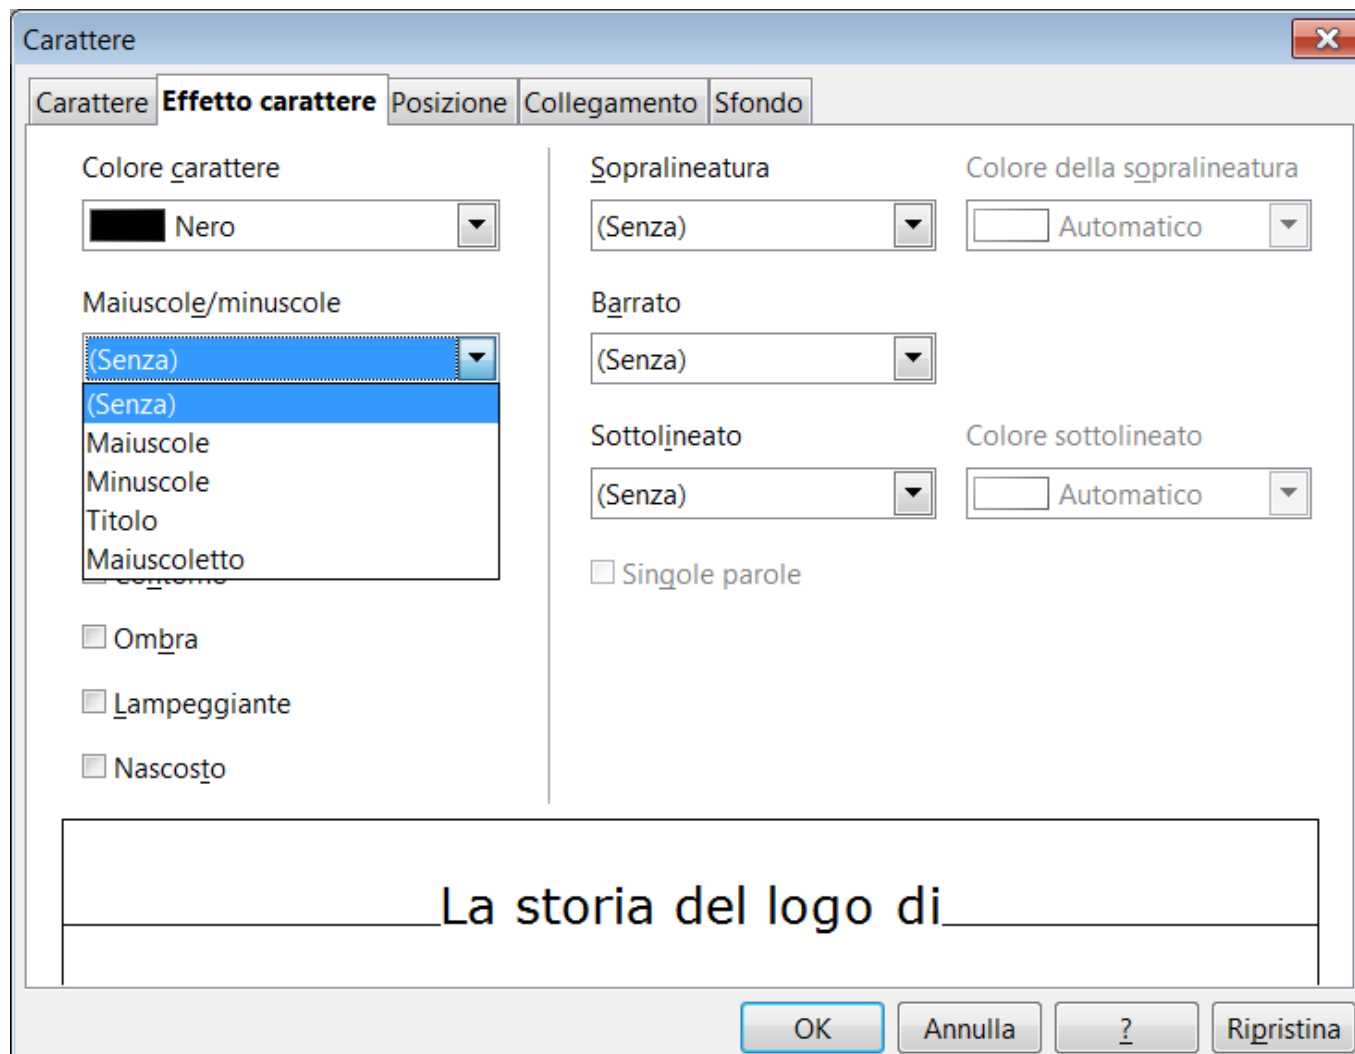 Carattere
Carattere Effetto carattere Posizione Collegamento Sfondo
Colore carattere
Nero
Maiuscole/minuscole
(Senza)
(Senza)
Maiuscole
Minuscole
Titolo
Maiuscoletto
Ombra
Lampeggiante
Nascosto
Sopralineatura
(Senza)
Colore della sopralineatura
Automatico
Barrato
(Senza)
Sottolineato
(Senza)
Colore sottolineato
Automatico
Singole parole
La storia del logo di
OK Annulla ? Ripristina